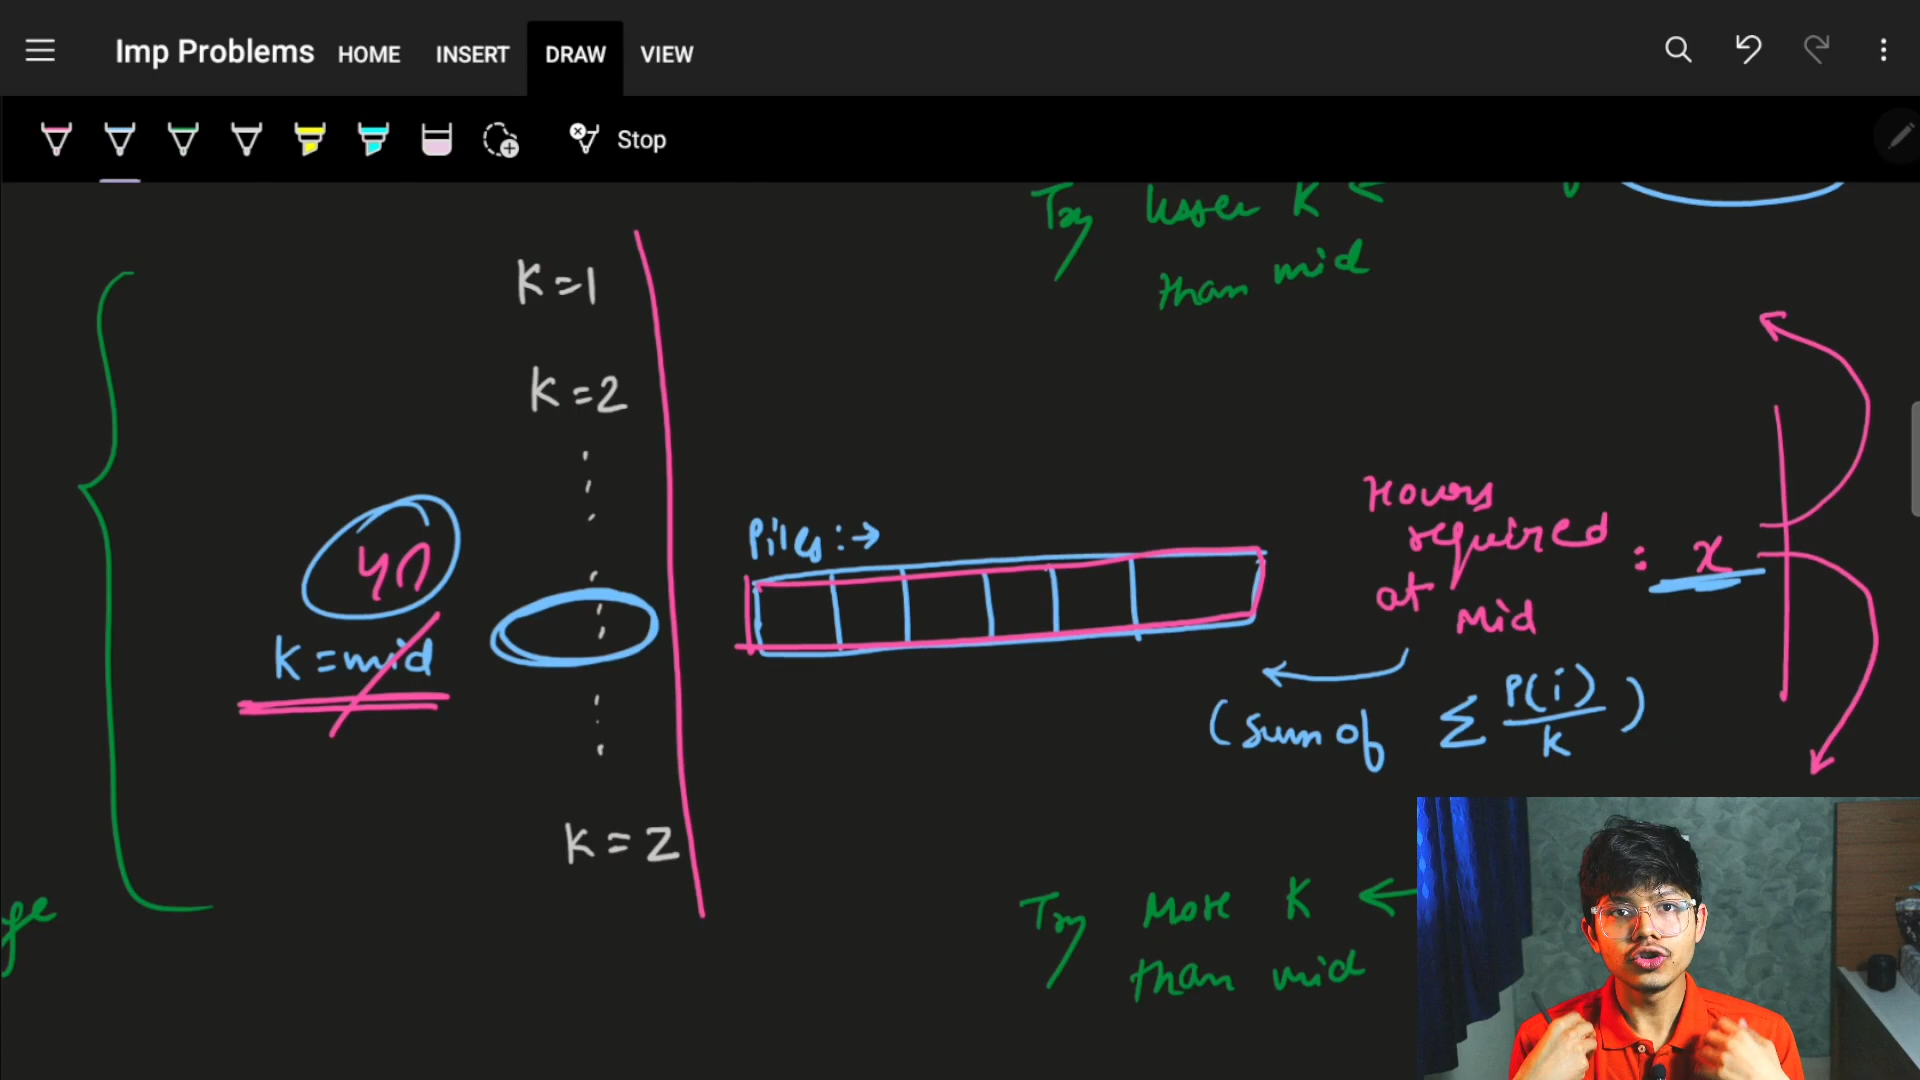 Imp Problems HOME INSERT DRAW VIEW
Stop
Try lesser K ←
than mid
K=1
K=2
Piles:→
Hours
required
at Mid : x
K=mid
(sum of Σ P(i)/K)
K=Z
Try More K ←
than mid